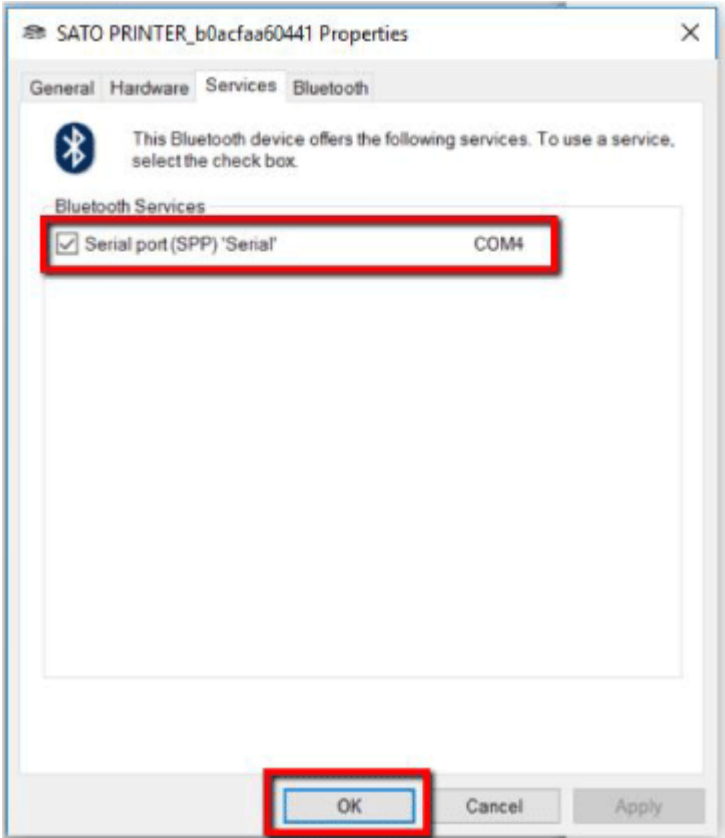 SATO PRINTER_b0acfaa60441 Properties
General Hardware Services Bluetooth
This Bluetooth device offers the following services. To use a service,
select the check box.
Bluetooth Services
Serial port (SPP) 'Serial' COM4
OK Cancel Apply